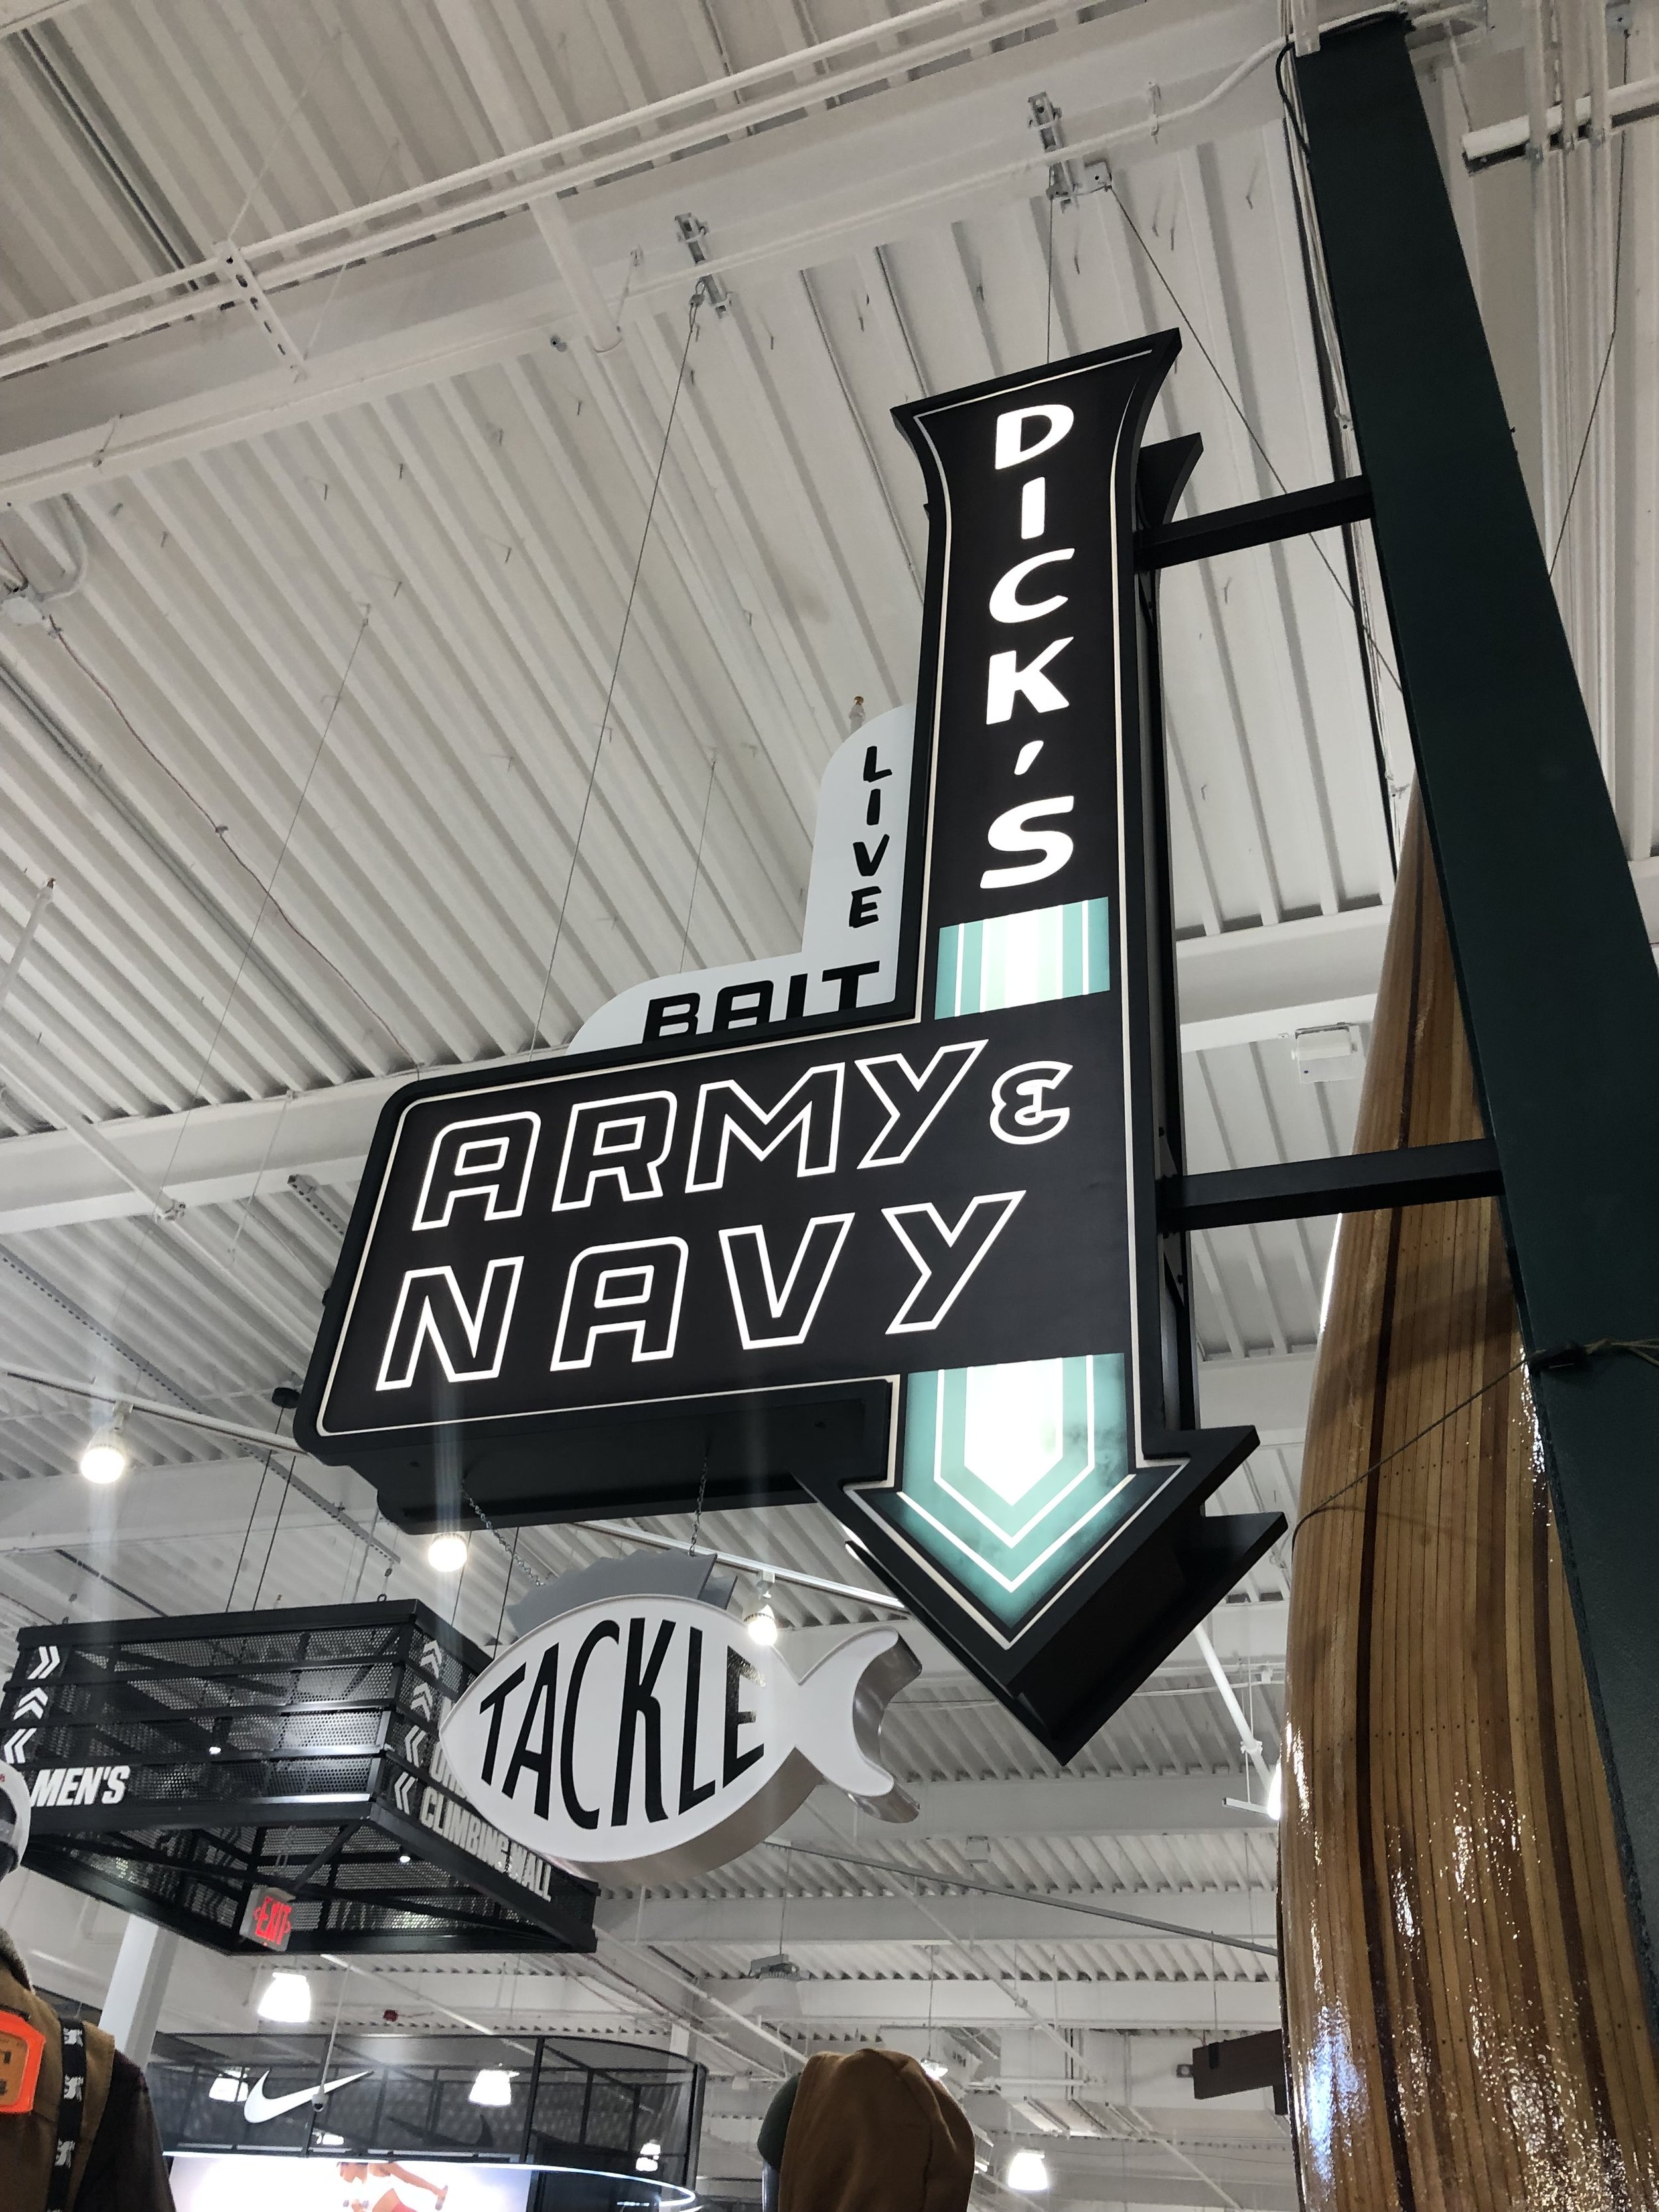 DICK'S
LIVE
BAIT
ARMY &
NAVY
TACKLE
MEN'S
CLIMBING WALL
EXIT